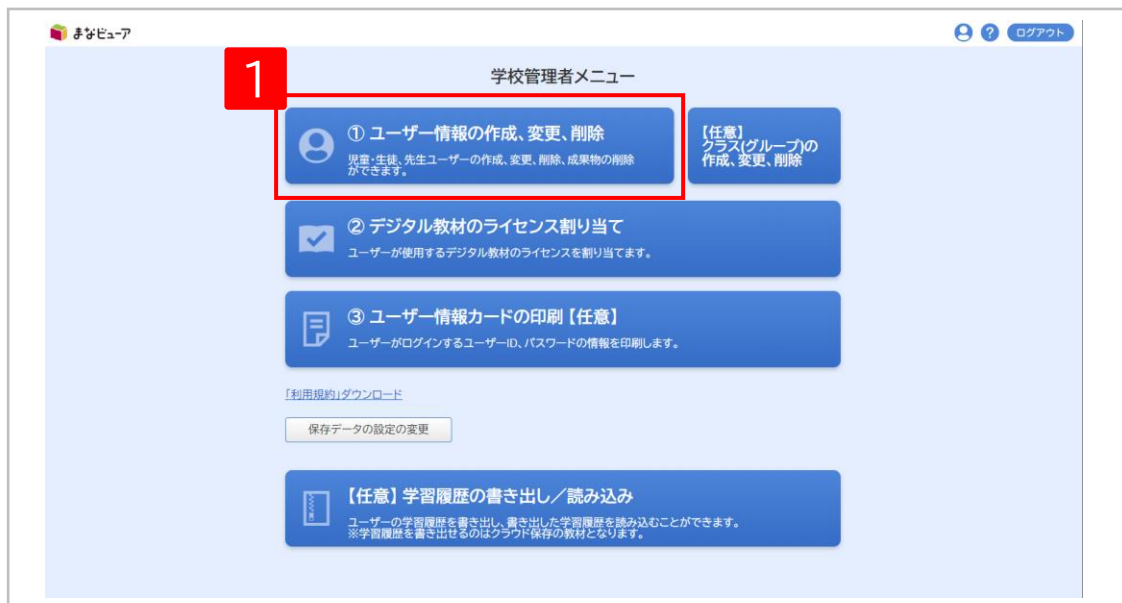 まなビューア
? ログアウト
学校管理者メニュー
1
① ユーザー情報の作成、変更、削除
児童・生徒、先生ユーザーの作成、変更、削除、成果物の削除
ができます。
【任意】
クラス(グループ)の
作成、変更、削除
② デジタル教材のライセンス割り当て
ユーザーが使用するデジタル教材のライセンスを割り当てます。
③ ユーザー情報カードの印刷【任意】
ユーザーがログインするユーザーID、パスワードの情報を印刷します。
「利用規約」ダウンロード
保存データの設定の変更
【任意】学習履歴の書き出し／読み込み
ユーザーの学習履歴を書き出し、書き出した学習履歴を読み込むことができます。
※学習履歴を書き出せるのはクラウド保存の教材となります。